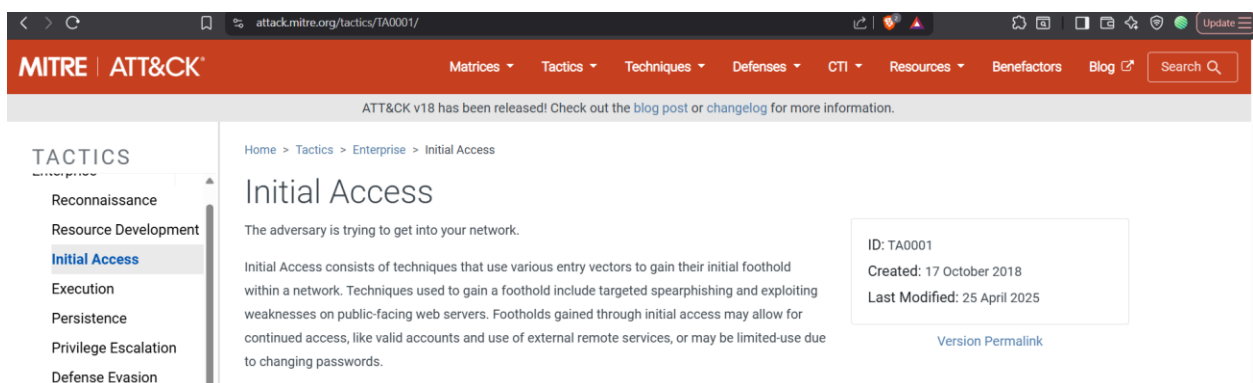 attack.mitre.org/tactics/TA0001/
Update
MITRE | ATT&CK®
Matrices
Tactics
Techniques
Defenses
CTI
Resources
Benefactors
Blog
Search
ATT&CK v18 has been released! Check out the blog post or changelog for more information.
TACTICS
Enterprise
Reconnaissance
Resource Development
Initial Access
Execution
Persistence
Privilege Escalation
Defense Evasion
Home > Tactics > Enterprise > Initial Access
Initial Access
The adversary is trying to get into your network.
Initial Access consists of techniques that use various entry vectors to gain their initial foothold
within a network. Techniques used to gain a foothold include targeted spearphishing and exploiting
weaknesses on public-facing web servers. Footholds gained through initial access may allow for
continued access, like valid accounts and use of external remote services, or may be limited-use due
to changing passwords.
ID: TA0001
Created: 17 October 2018
Last Modified: 25 April 2025
Version Permalink